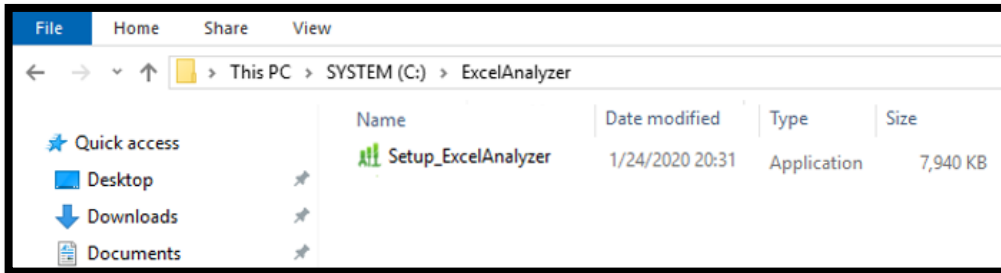 File Home Share View
This PC > SYSTEM (C:) > ExcelAnalyzer
Name Date modified Type Size
Quick access
Setup_ExcelAnalyzer 1/24/2020 20:31 Application 7,940 KB
Desktop
Downloads
Documents